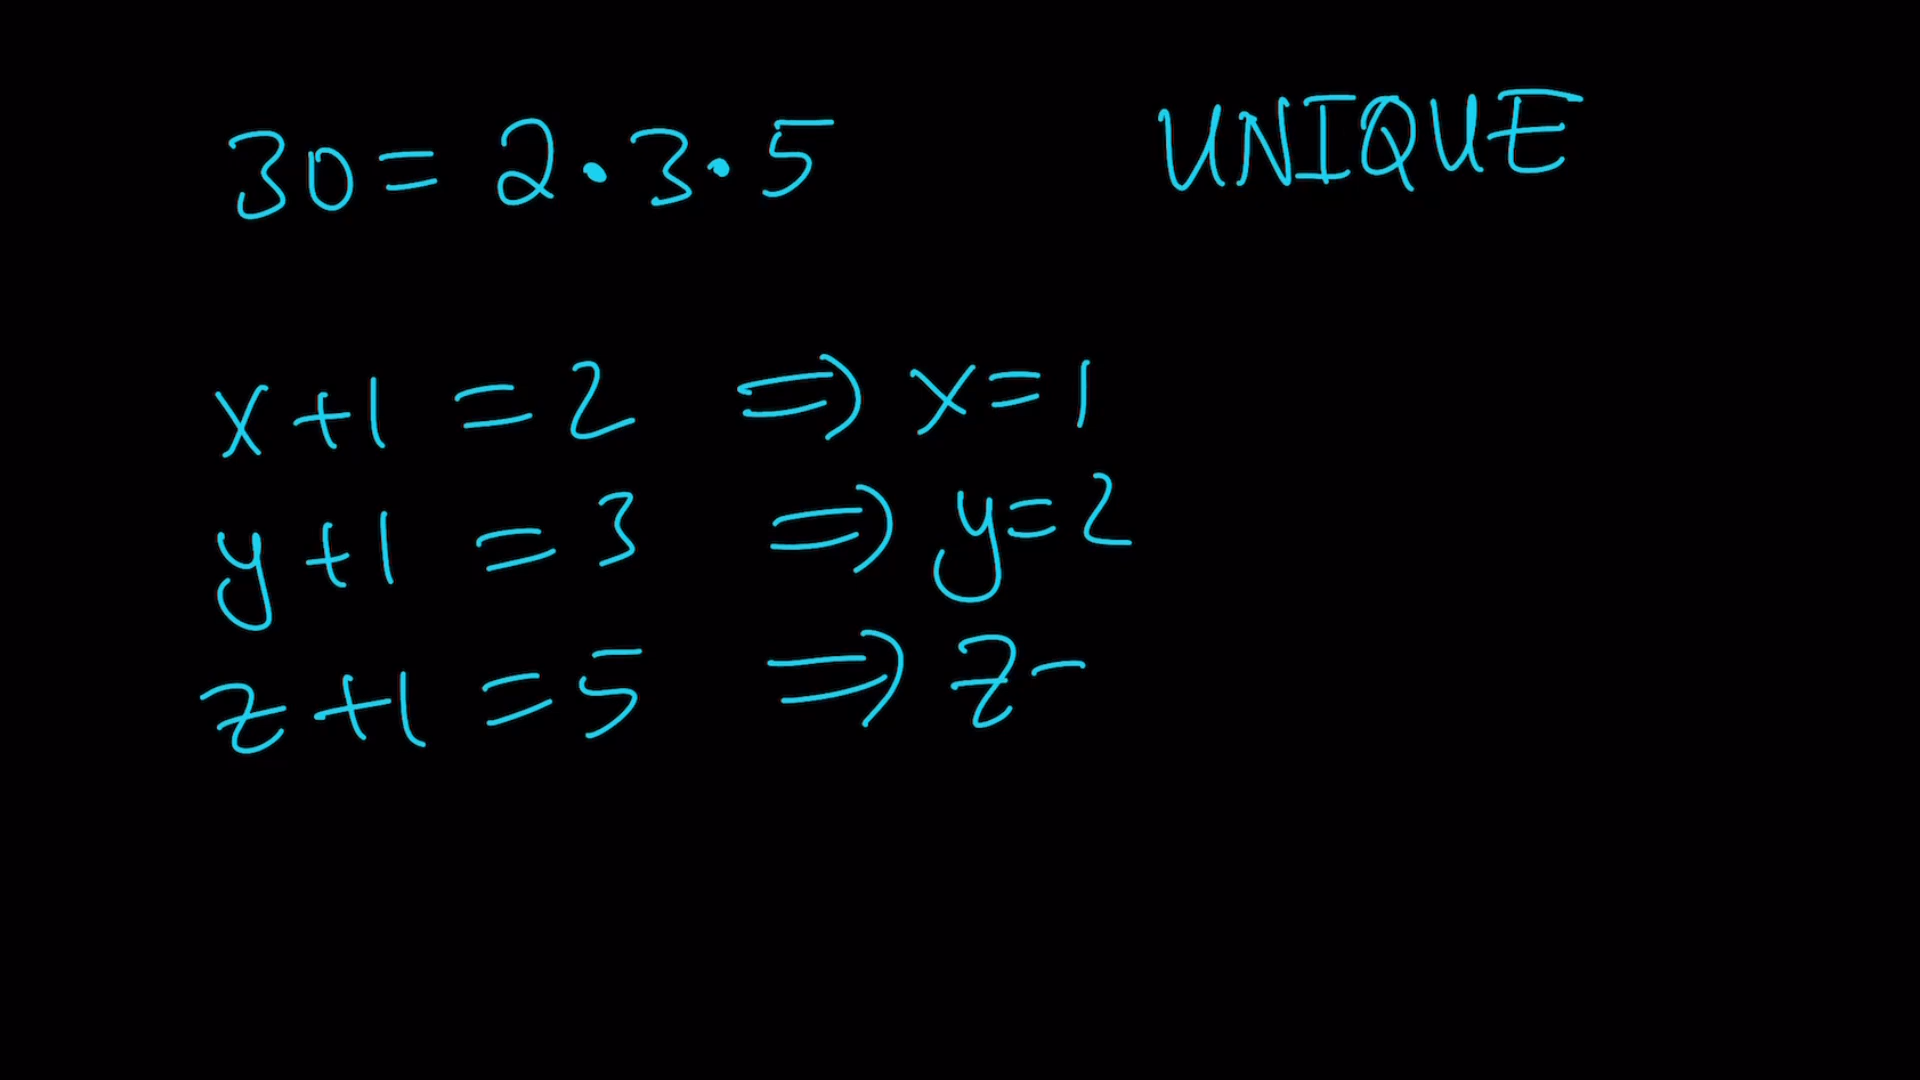 30 = 2 · 3 · 5
UNIQUE
x + 1 = 2 ⇒ x = 1
y + 1 = 3 ⇒ y = 2
z + 1 = 5 ⇒ z -